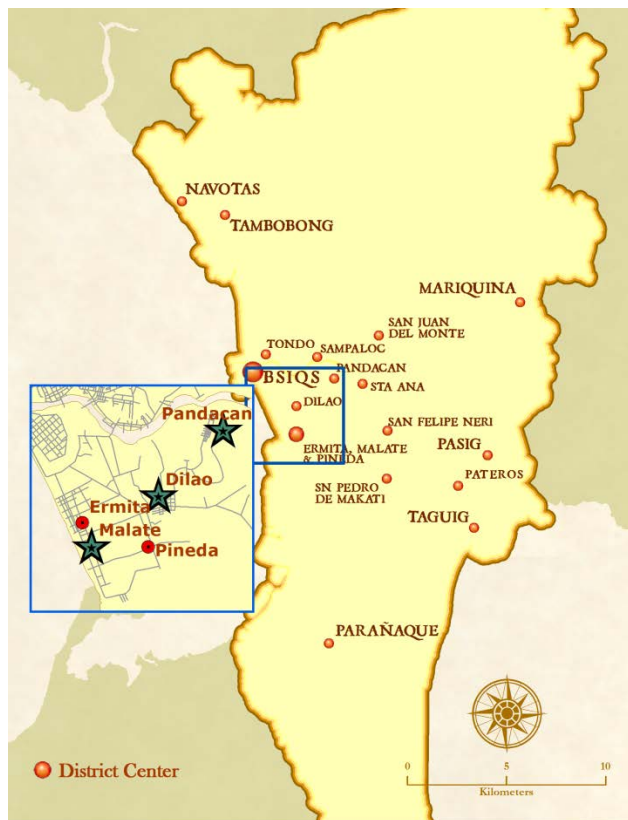 NAVOTAS
TAMBOBONG
MARIQUINA
SAN JUAN
DEL MONTE
TONDO
SAMPALOC
PANDACAN
BSIQS
STA ANA
DILAO
SAN FELIPE NERI
ERMITA, MALATE
& PINEDA
PASIG
SN PEDRO
DE MAKATI
PATEROS
TAGUIG
PARAÑAQUE
Pandacan
Dilao
Ermita
Malate
Pineda
District Center
0 5 10
Kilometers